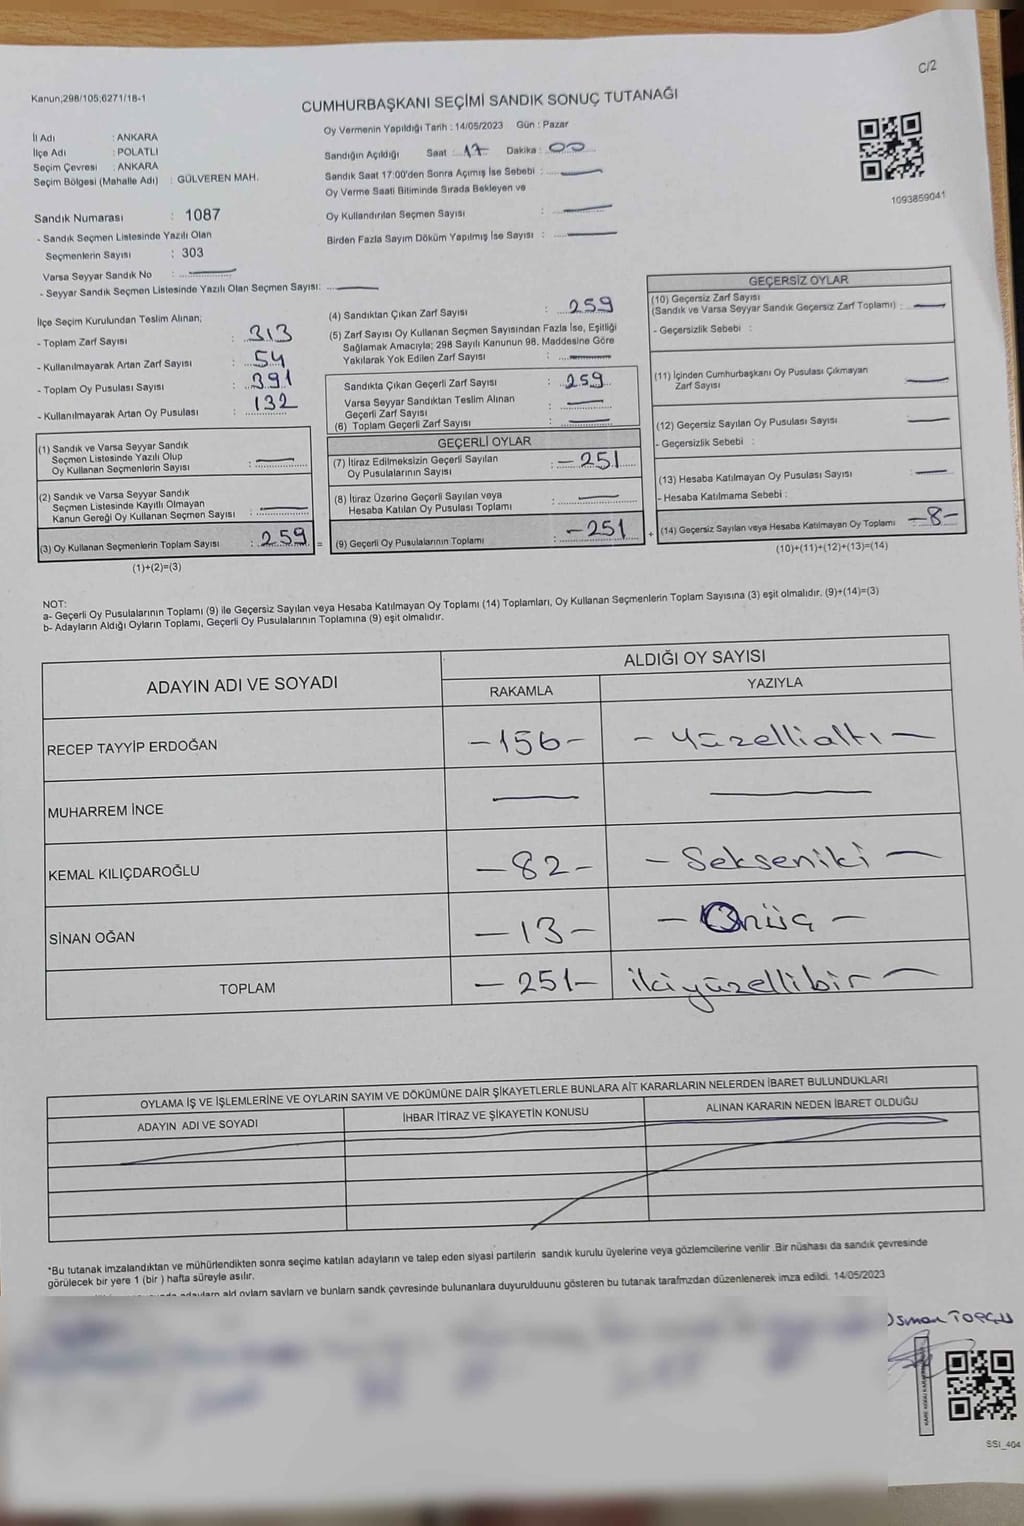 C/2
Kanun;298/105;6271/18-1
CUMHURBAŞKANI SEÇİMİ SANDIK SONUÇ TUTANAĞI
İl Adı : ANKARA
İlçe Adı : POLATLI
Seçim Çevresi : ANKARA
Seçim Bölgesi (Mahalle Adı) : GÜLVEREN MAH.
Sandık Numarası : 1087
- Sandık Seçmen Listesinde Yazılı Olan
Seçmenlerin Sayısı : 303
Varsa Seyyar Sandık No :
- Seyyar Sandık Seçmen Listesinde Yazılı Olan Seçmen Sayısı:
Oy Vermenin Yapıldığı Tarih : 14/05/2023 Gün : Pazar
Sandığın Açıldığı Saat : 17 Dakika : 00
Sandık Saat 17:00'den Sonra Açımış İse Sebebi :
Oy Verme Saati Bitiminde Sırada Bekleyen ve
Oy Kullandırılan Seçmen Sayısı :
Birden Fazla Sayım Döküm Yapılmış İse Sayısı :
1093859041
İlçe Seçim Kurulundan Teslim Alınan;
- Toplam Zarf Sayısı : 313
- Kullanılmayarak Artan Zarf Sayısı : 54
- Toplam Oy Pusulası Sayısı : 391
- Kullanılmayarak Artan Oy Pusulası : 132
(1) Sandık ve Varsa Seyyar Sandık
Seçmen Listesinde Yazılı Olup
Oy Kullanan Seçmenlerin Sayısı :
(2) Sandık ve Varsa Seyyar Sandık
Seçmen Listesinde Kayıtlı Olmayan
Kanun Gereği Oy Kullanan Seçmen Sayısı :
(3) Oy Kullanan Seçmenlerin Toplam Sayısı : 259 =
(1)+(2)=(3)
(4) Sandıktan Çıkan Zarf Sayısı : 259
(5) Zarf Sayısı Oy Kullanan Seçmen Sayısından Fazla İse, Eşitliği
Sağlamak Amacıyla; 298 Sayılı Kanunun 98. Maddesine Göre
Yakılarak Yok Edilen Zarf Sayısı :
Sandıkta Çıkan Geçerli Zarf Sayısı : 259
Varsa Seyyar Sandıktan Teslim Alınan
Geçerli Zarf Sayısı :
(6) Toplam Geçerli Zarf Sayısı :
GEÇERLİ OYLAR
(7) İtiraz Edilmeksizin Geçerli Sayılan
Oy Pusulalarının Sayısı : -251
(8) İtiraz Üzerine Geçerli Sayılan veya
Hesaba Katılan Oy Pusulası Toplamı :
(9) Geçerli Oy Pusulalarının Toplamı : -251 +
GEÇERSİZ OYLAR
(10) Geçersiz Zarf Sayısı
(Sandık ve Varsa Seyyar Sandık Geçersiz Zarf Toplamı) :
- Geçersizlik Sebebi :
(11) İçinden Cumhurbaşkanı Oy Pusulası Çıkmayan
Zarf Sayısı
(12) Geçersiz Sayılan Oy Pusulası Sayısı
- Geçersizlik Sebebi :
(13) Hesaba Katılmayan Oy Pusulası Sayısı
- Hesaba Katılmama Sebebi :
(14) Geçersiz Sayılan veya Hesaba Katılmayan Oy Toplamı -8-
(10)+(11)+(12)+(13)=(14)
NOT:
a- Geçerli Oy Pusulalarının Toplamı (9) ile Geçersiz Sayılan veya Hesaba Katılmayan Oy Toplamı (14) Toplamları, Oy Kullanan Seçmenlerin Toplam Sayısına (3) eşit olmalıdır. (9)+(14)=(3)
b- Adayların Aldığı Oyların Toplamı, Geçerli Oy Pusulalarının Toplamına (9) eşit olmalıdır.
ADAYIN ADI VE SOYADI
ALDIĞI OY SAYISI
RAKAMLA YAZIYLA
RECEP TAYYİP ERDOĞAN -156- - Yüzellialtı -
MUHARREM İNCE
KEMAL KILIÇDAROĞLU -82- - Sekseniki -
SİNAN OĞAN -13- - Onüç -
TOPLAM -251- ikiyüzellibir -
OYLAMA İŞ VE İŞLEMLERİNE VE OYLARIN SAYIM VE DÖKÜMÜNE DAİR ŞİKAYETLERLE BUNLARA AİT KARARLARIN NELERDEN İBARET BULUNDUKLARI
ADAYIN ADI VE SOYADI İHBAR İTİRAZ VE ŞİKAYETİN KONUSU ALINAN KARARIN NEDEN İBARET OLDUĞU
*Bu tutanak imzalandıktan ve mühürlendikten sonra seçime katılan adayların ve talep eden siyasi partilerin sandık kurulu üyelerine veya gözlemcilerine verilir .Bir nüshası da sandık çevresinde
görülecek bir yere 1 (bir ) hafta süreyle asılır.
adayların ald oyların sayların ve bunların sandk çevresinde bulunanlara duyurulduunu gösteren bu tutanak tarafmzdan düzenlenerek imza edildi. 14/05/2023
Osman TOPÇU
SSI_404